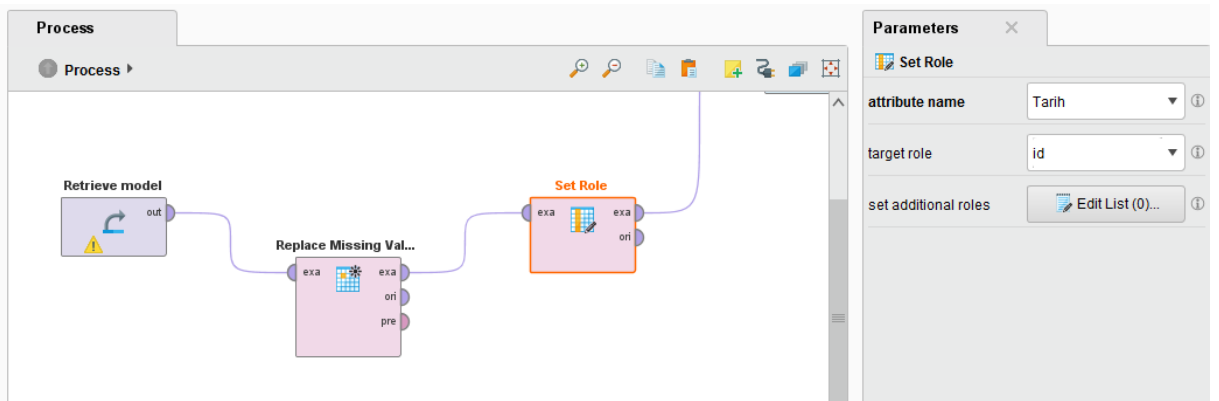 Process
Process
Retrieve model
out
Replace Missing Val...
exa
exa
ori
pre
Set Role
exa
exa
ori
Parameters
Set Role
attribute name
Tarih
target role
id
set additional roles
Edit List (0)...